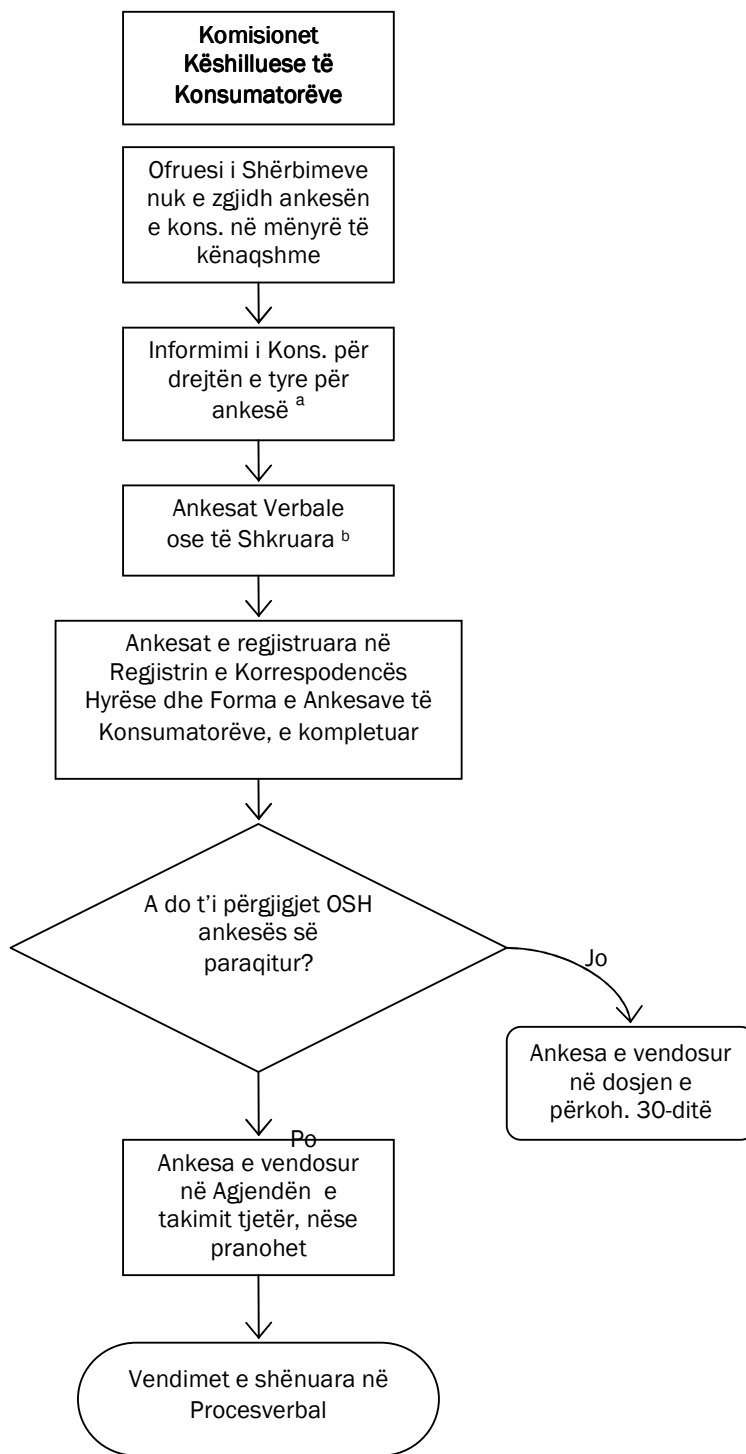 Komisionet
Këshilluese të
Konsumatorëve
Ofruesi i Shërbimeve
nuk e zgjidh ankesën
e kons. në mënyrë të
kënaqshme
Informimi i Kons. për
drejtën e tyre për
ankesë a
Ankesat Verbale
ose të Shkruara b
Ankesat e regjistruara në
Regjistrin e Korrespodencës
Hyrëse dhe Forma e Ankesave të
Konsumatorëve, e kompletuar
A do t'i përgjigjet OSH
ankesës së
paraqitur?
Jo
Ankesa e vendosur
në dosjen e
përkoh. 30-ditë
Po
Ankesa e vendosur
në Agjendën e
takimit tjetër, nëse
pranohet
Vendimet e shënuara në
Procesverbal